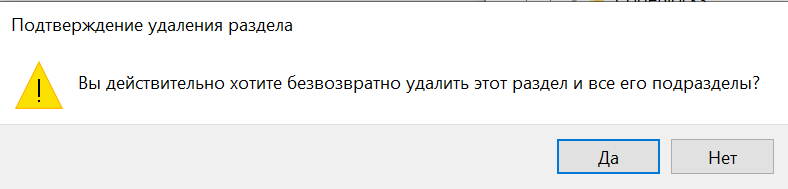 Подтверждение удаления раздела
Вы действительно хотите безвозвратно удалить этот раздел и все его подразделы?
Да
Нет